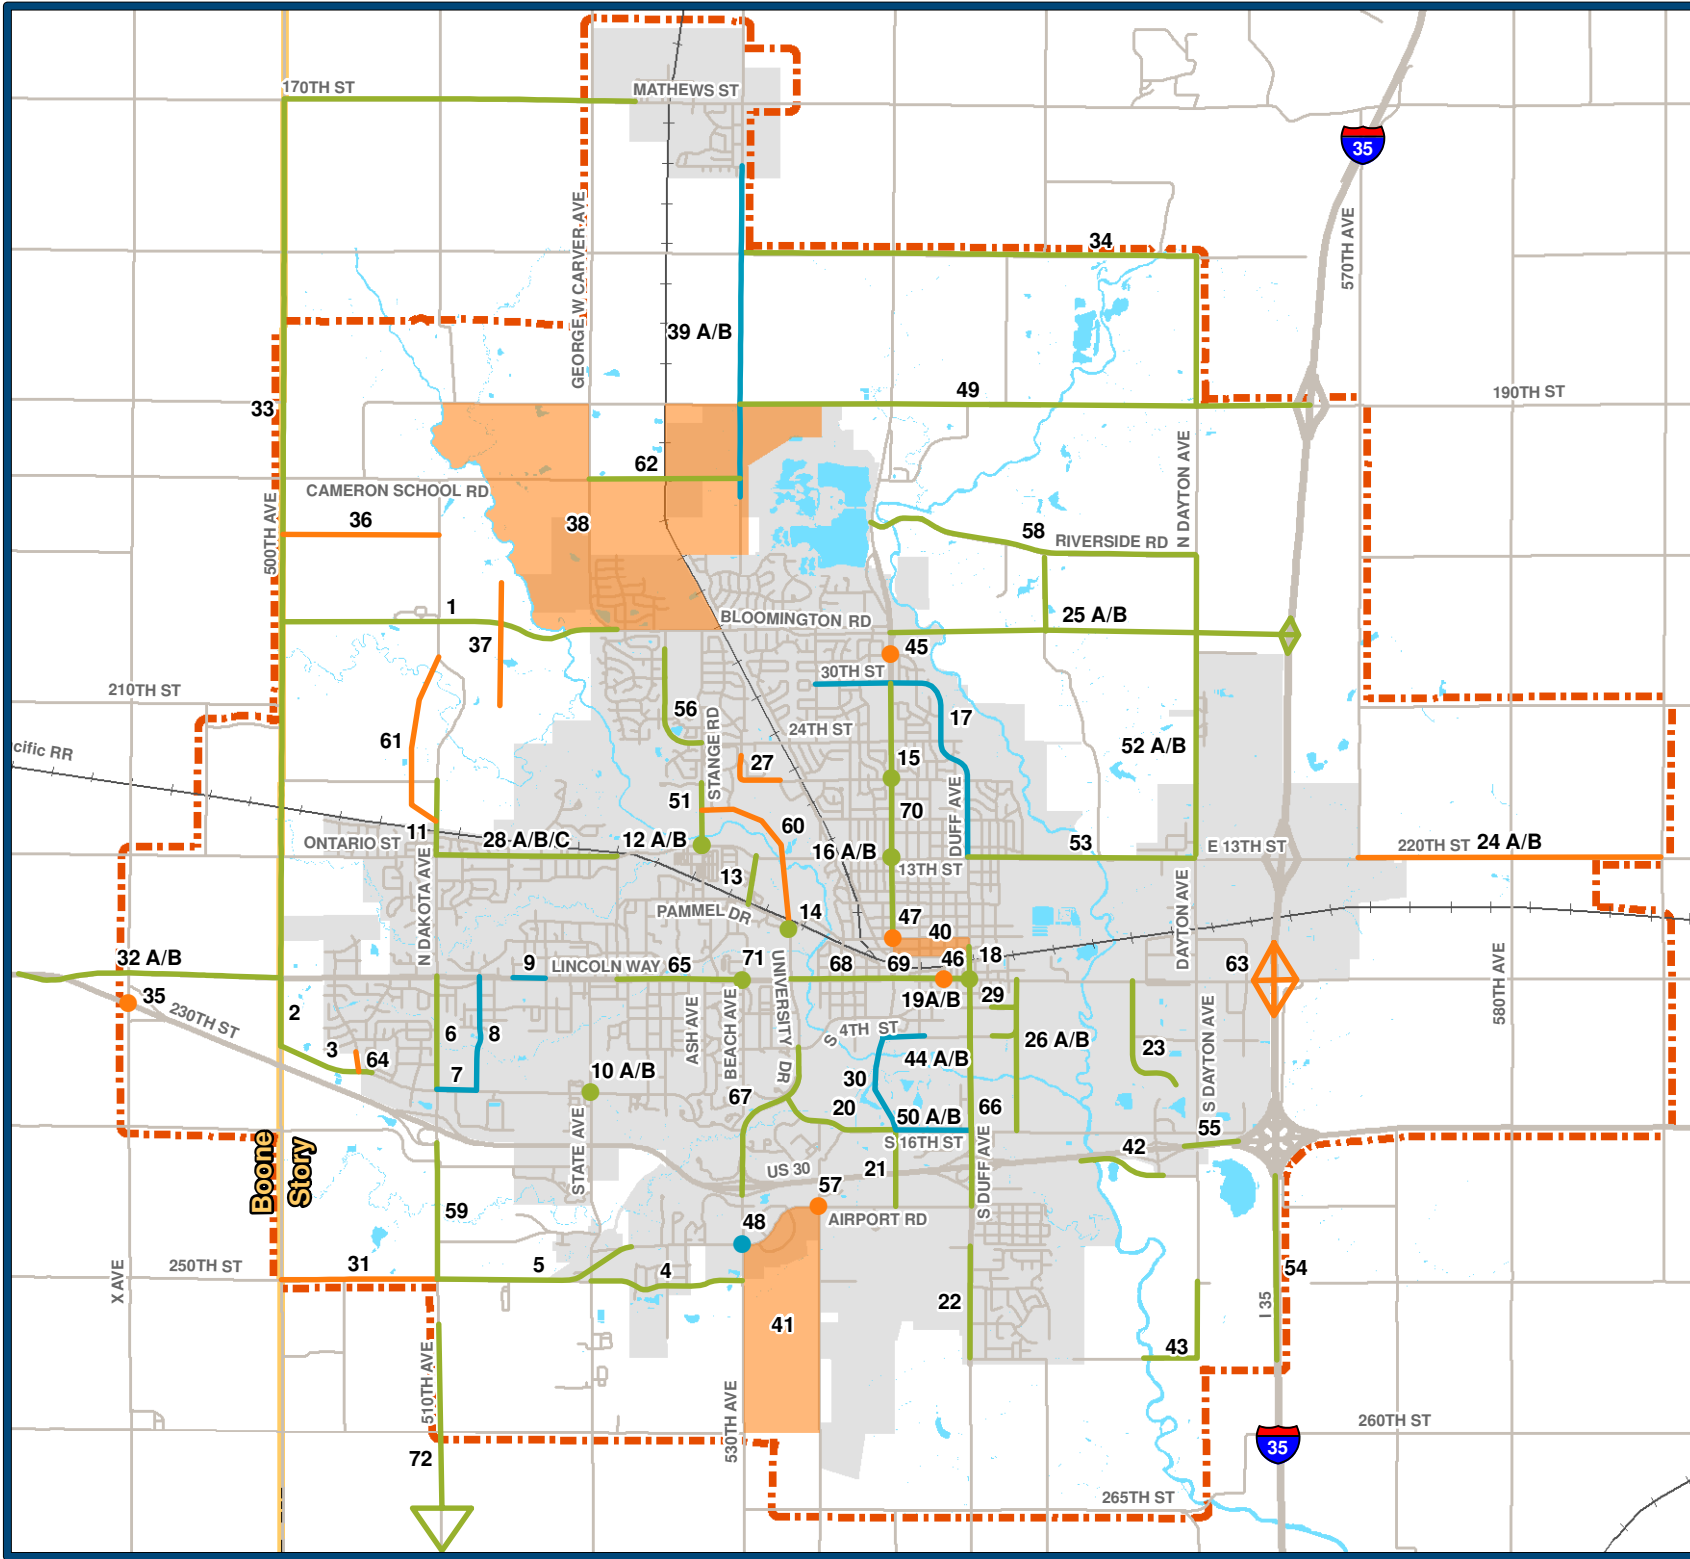 170TH ST
MATHEWS ST
35
GEORGE W CARVER AVE
570TH AVE
34
39 A/B
33
49
190TH ST
N DAYTON AVE
62
CAMERON SCHOOL RD
36
38
500TH AVE
58
RIVERSIDE RD
1
37
BLOOMINGTON RD
25 A/B
45
30TH ST
210TH ST
56
STANGE RD
17
24TH ST
61
cific RR
27
15
52 A/B
51
60
70
DUFF AVE
11
ONTARIO ST
28 A/B/C
12 A/B
16 A/B
53
E 13TH ST
220TH ST
24 A/B
13TH ST
13
N DAKOTA AVE
PAMMEL DR
14
47
40
DAYTON AVE
32 A/B
9
LINCOLN WAY
65
71
UNIVERSITY DR
68
69
46
18
63
580TH AVE
35
230TH ST
2
19A/B
29
6
8
ASH AVE
BEACH AVE
S 4TH ST
26 A/B
23
S DAYTON AVE
3
64
7
10 A/B
44 A/B
30
67
20
50 A/B
66
S 16TH ST
55
42
Boone
Story
STATE AVE
US 30
21
S DUFF AVE
57
59
48
AIRPORT RD
X AVE
250TH ST
31
5
4
54
22
I 35
41
43
510TH AVE
530TH AVE
260TH ST
35
72
265TH ST